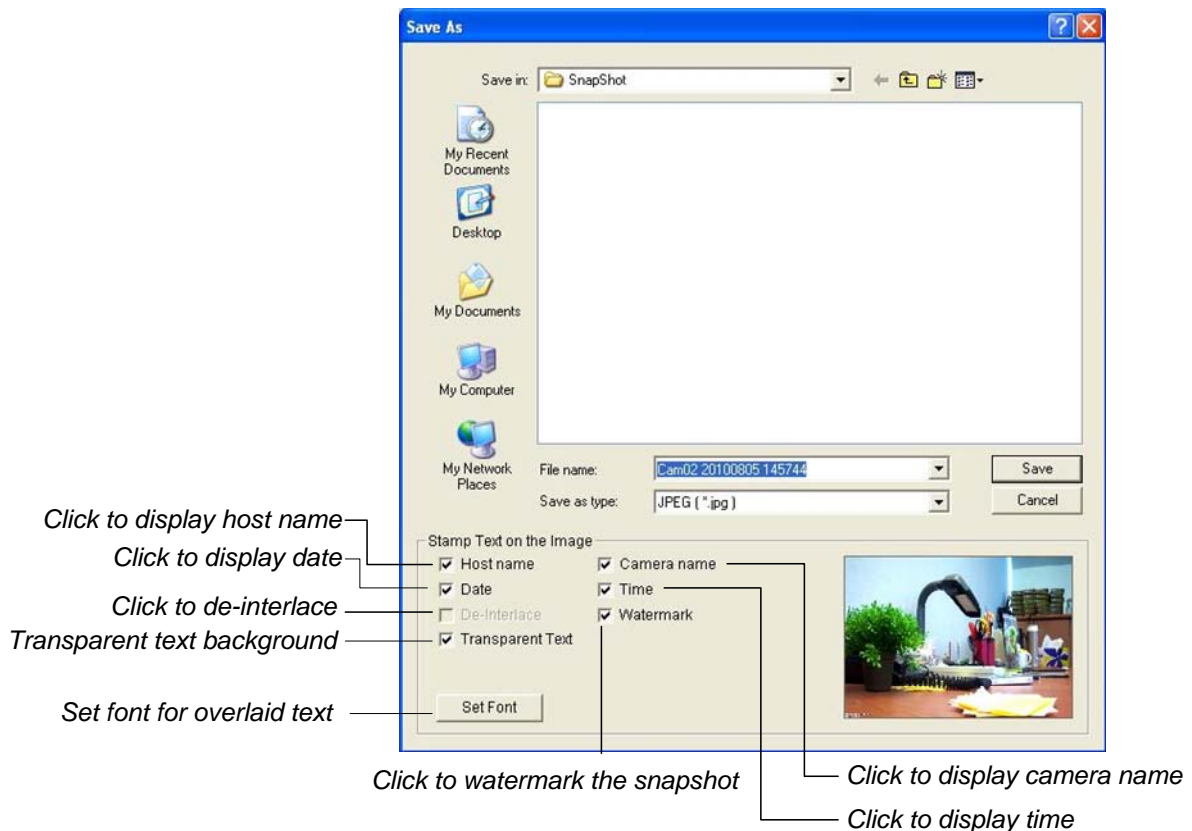 Save As
Save in:
SnapShot
My Recent
Documents
Desktop
My Documents
My Computer
My Network
Places
File name:
Cam02 20100805 145744
Save
Save as type:
JPEG ( *.jpg )
Cancel
Stamp Text on the Image
Click to display host name
Host name
Camera name
Click to display date
Date
Time
Click to de-interlace
De-Interlace
Watermark
Transparent text background
Transparent Text
Set font for overlaid text
Set Font
Click to watermark the snapshot
Click to display camera name
Click to display time